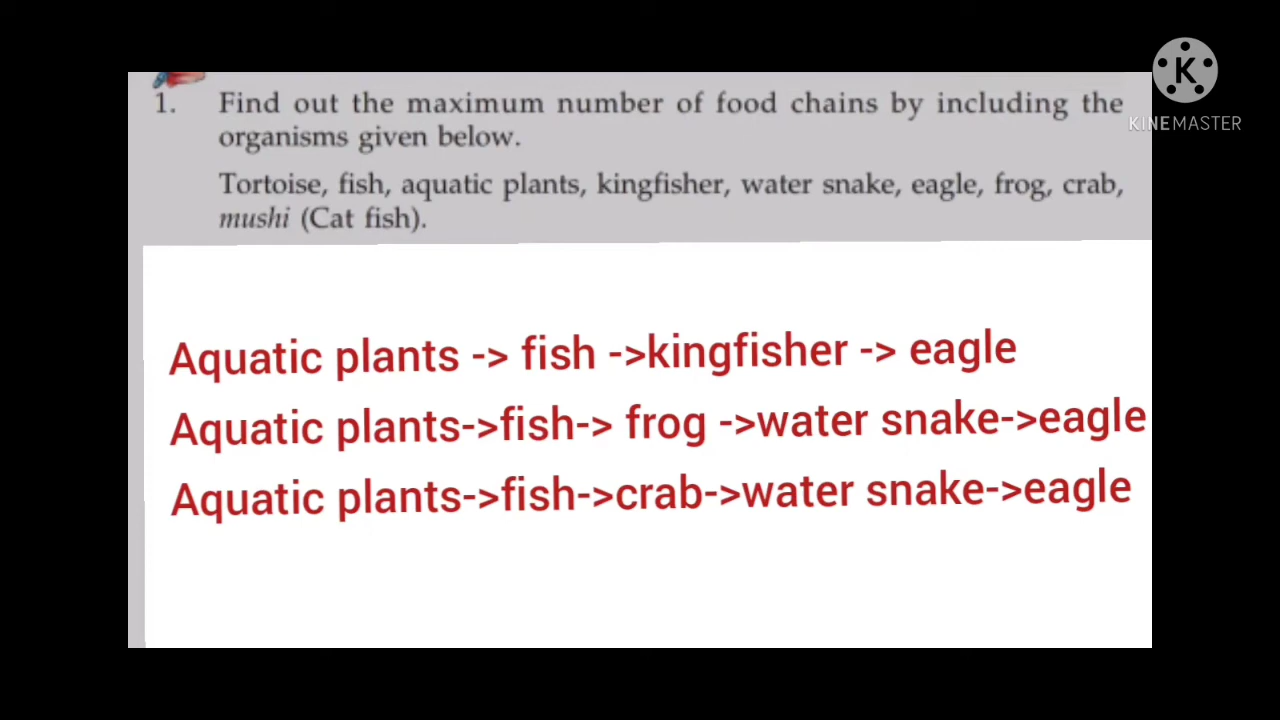 K
KINEMASTER
1. Find out the maximum number of food chains by including the
organisms given below.
Tortoise, fish, aquatic plants, kingfisher, water snake, eagle, frog, crab,
mushi (Cat fish).
Aquatic plants -> fish ->kingfisher -> eagle
Aquatic plants->fish-> frog ->water snake->eagle
Aquatic plants->fish->crab->water snake->eagle